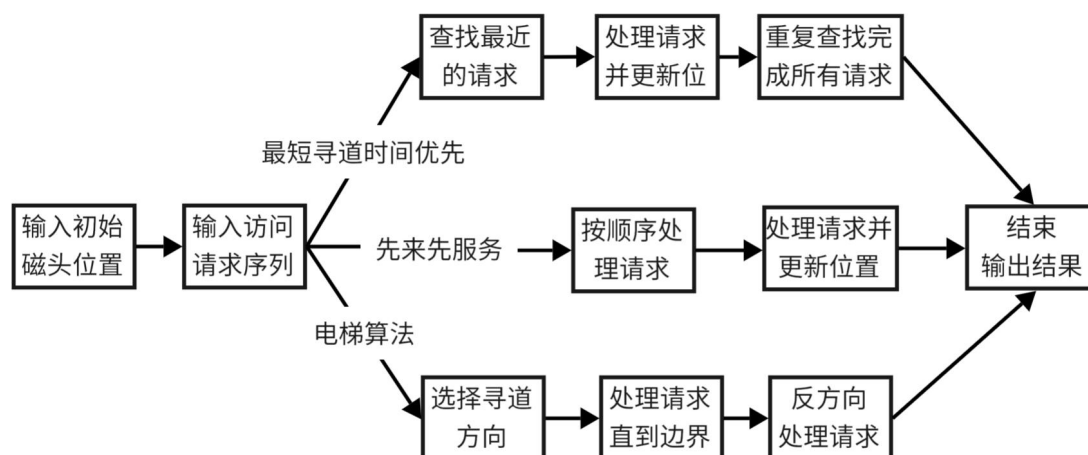 查找最近
的请求
处理请求
并更新位
重复查找完
成所有请求
最短寻道时间优先
输入初始
磁头位置
输入访问
请求序列
先来先服务
按顺序处
理请求
处理请求并
更新位置
结束
输出结果
电梯算法
选择寻道
方向
处理请求
直到边界
反方向
处理请求